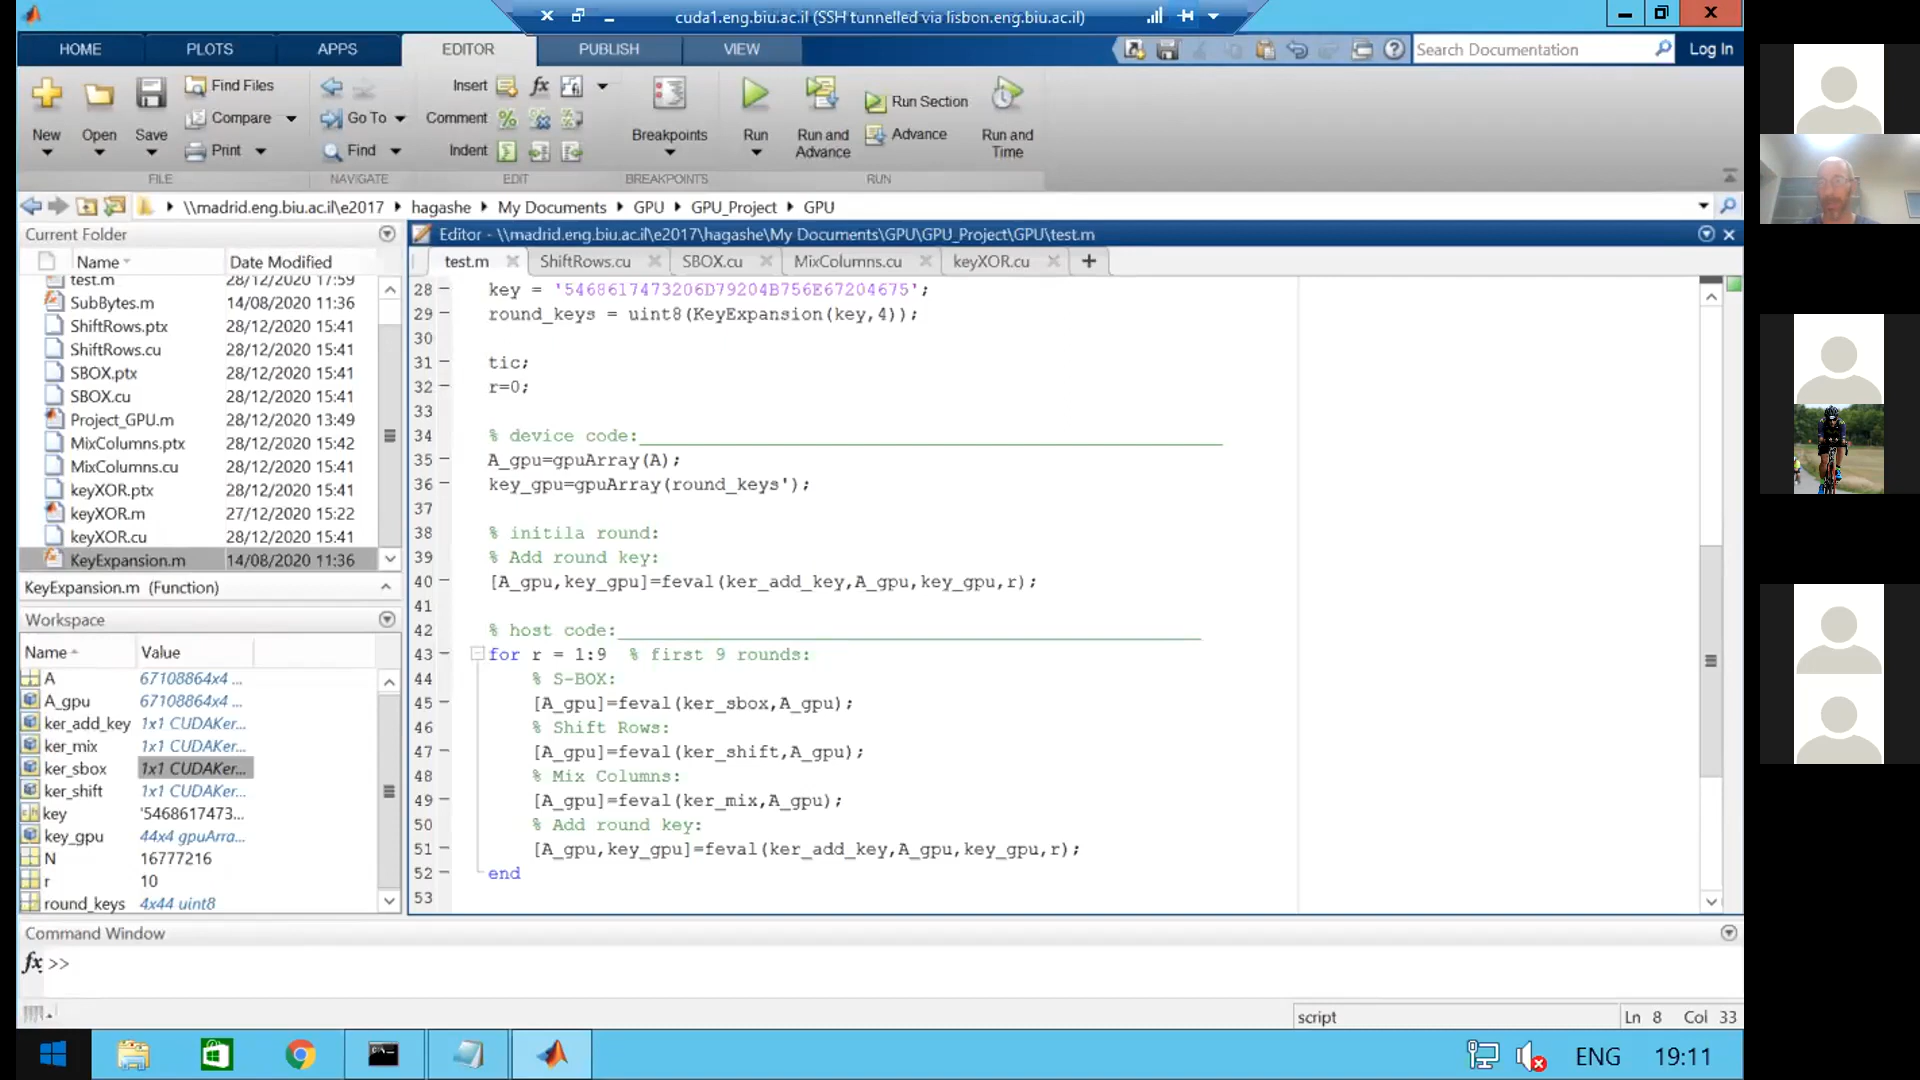 cuda1.eng.biu.ac.il (SSH tunnelled via lisbon.eng.biu.ac.il)
HOME PLOTS APPS EDITOR PUBLISH VIEW Search Documentation Log In
New Open Save Find Files Compare Print Go To Find Insert Comment Indent Breakpoints Run Run and Advance Run Section Advance Run and Time
FILE NAVIGATE EDIT BREAKPOINTS RUN
\\madrid.eng.biu.ac.il\e2017 hagashe My Documents GPU GPU_Project GPU
Current Folder
Name Date Modified
test.m 28/12/2020 17:59
SubBytes.m 14/08/2020 11:36
ShiftRows.ptx 28/12/2020 15:41
ShiftRows.cu 28/12/2020 15:41
SBOX.ptx 28/12/2020 15:41
SBOX.cu 28/12/2020 15:41
Project_GPU.m 28/12/2020 13:49
MixColumns.ptx 28/12/2020 15:42
MixColumns.cu 28/12/2020 15:41
keyXOR.ptx 28/12/2020 15:41
keyXOR.m 27/12/2020 15:22
keyXOR.cu 28/12/2020 15:41
KeyExpansion.m 14/08/2020 11:36
KeyExpansion.m (Function)
Workspace
Name Value
A 67108864x4 ...
A_gpu 67108864x4 ...
ker_add_key 1x1 CUDAKer...
ker_mix 1x1 CUDAKer...
ker_sbox 1x1 CUDAKer...
ker_shift 1x1 CUDAKer...
key '5468617473...
key_gpu 44x4 gpuArra...
N 16777216
r 10
round_keys 4x44 uint8
Editor - \\madrid.eng.biu.ac.il\e2017\hagashe\My Documents\GPU\GPU_Project\GPU\test.m
test.m ShiftRows.cu SBOX.cu MixColumns.cu keyXOR.cu
28 key = '5468617473206D79204B756E67204675';
29 round_keys = uint8(KeyExpansion(key,4));
30
31 tic;
32 r=0;
33
34 % device code:______________________________________________________
35 A_gpu=gpuArray(A);
36 key_gpu=gpuArray(round_keys');
37
38 % initila round:
39 % Add round key:
40 [A_gpu,key_gpu]=feval(ker_add_key,A_gpu,key_gpu,r);
41
42 % host code:______________________________________________________
43 for r = 1:9 % first 9 rounds:
44 % S-BOX:
45 [A_gpu]=feval(ker_sbox,A_gpu);
46 % Shift Rows:
47 [A_gpu]=feval(ker_shift,A_gpu);
48 % Mix Columns:
49 [A_gpu]=feval(ker_mix,A_gpu);
50 % Add round key:
51 [A_gpu,key_gpu]=feval(ker_add_key,A_gpu,key_gpu,r);
52 end
53
Command Window
fx >>
script Ln 8 Col 33
ENG 19:11